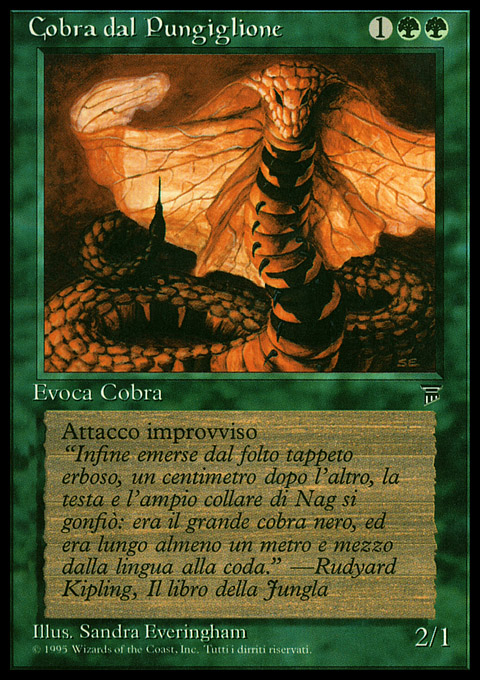 Cobra dal Pungiglione 1
SE
Evoca Cobra
Attacco improvviso
“Infine emerse dal folto tappeto
erboso, un centimetro dopo l’altro, la
testa e l’ampio collare di Nag si
gonfiò: era il grande cobra nero, ed
era lungo almeno un metro e mezzo
dalla lingua alla coda.” —Rudyard
Kipling, Il libro della Jungla
Illus. Sandra Everingham
2/1
© 1995 Wizards of the Coast, Inc. Tutti i dirriti riservati.